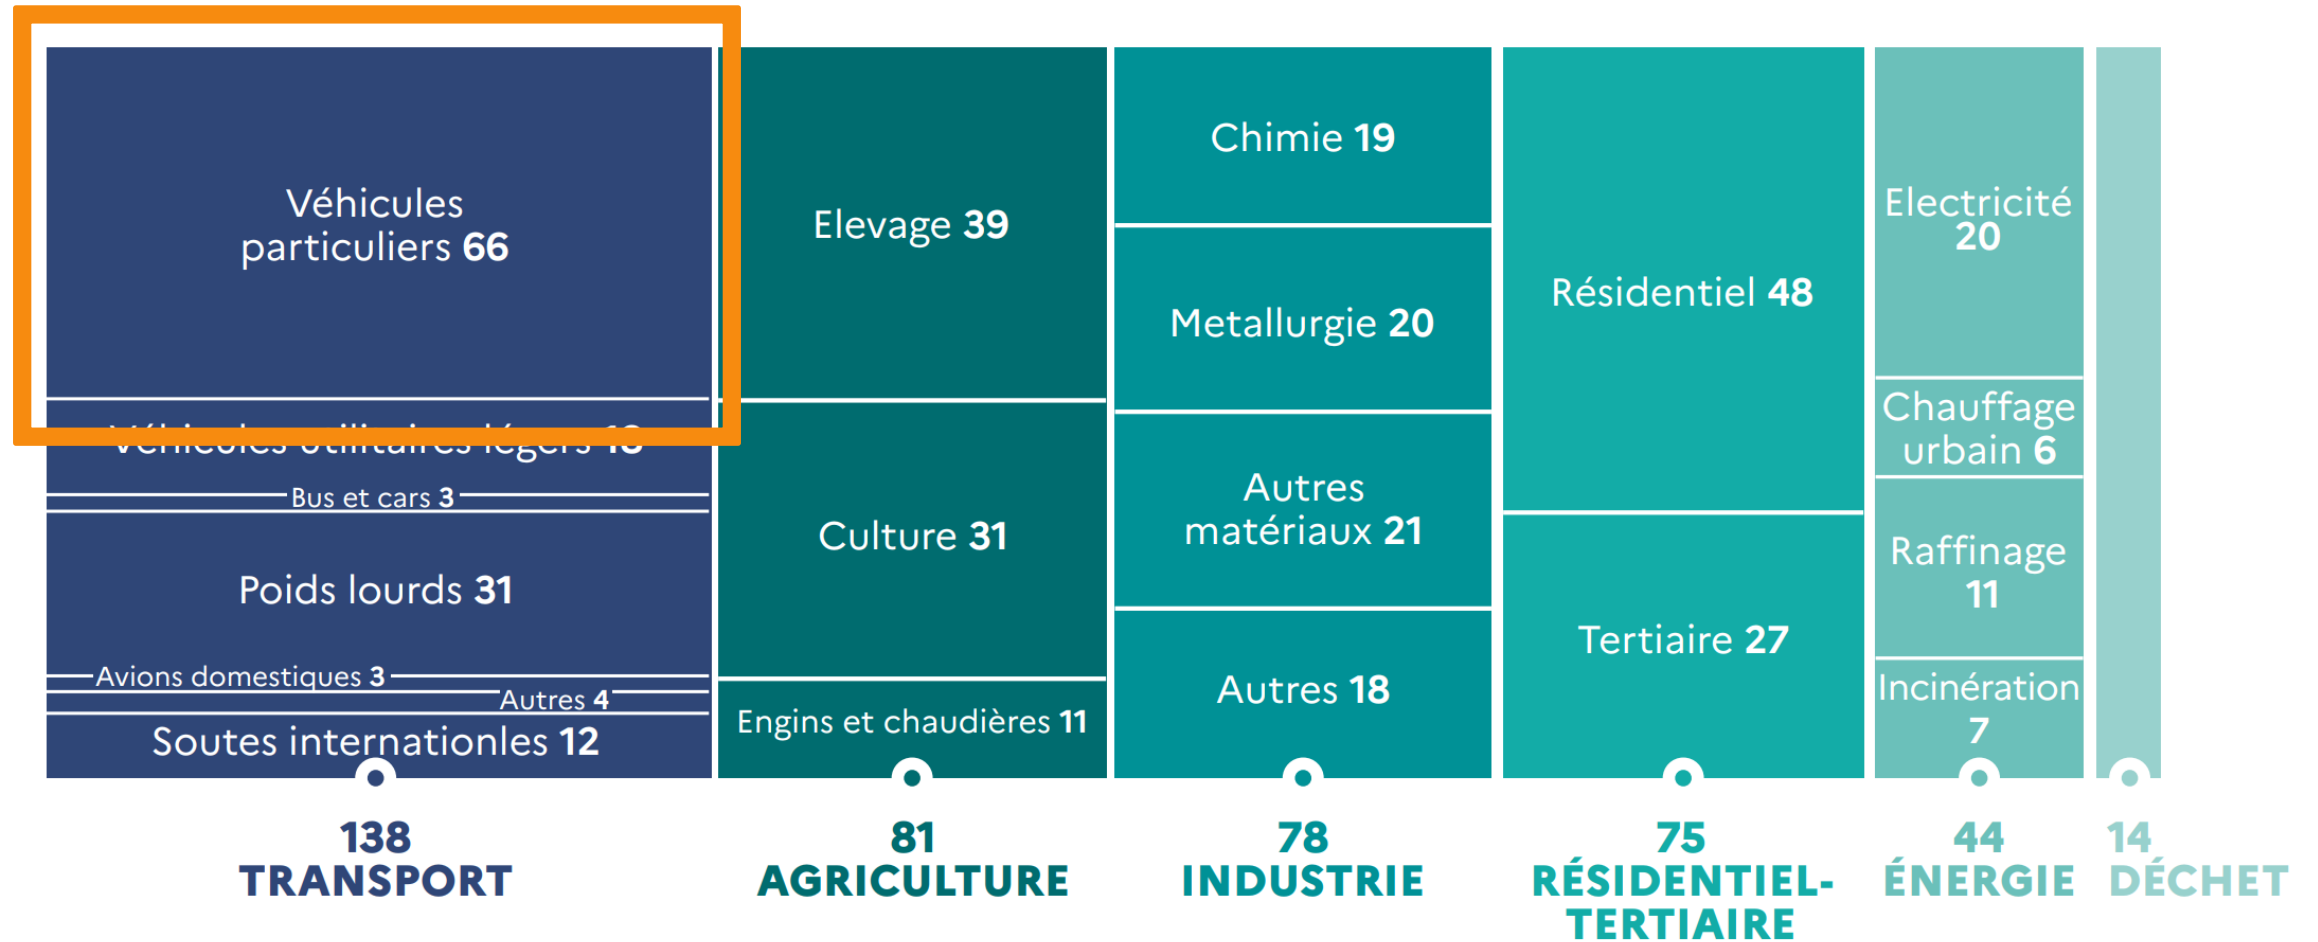 Véhicules
particuliers 66
Véhicules utilitaires légers
Bus et cars 3
Poids lourds 31
Avions domestiques 3
Autres 4
Soutes internationles 12
138
TRANSPORT
Elevage 39
Culture 31
Engins et chaudières 11
81
AGRICULTURE
Chimie 19
Metallurgie 20
Autres
matériaux 21
Autres 18
78
INDUSTRIE
Résidentiel 48
Tertiaire 27
75
RÉSIDENTIEL-
TERTIAIRE
Electricité
20
Chauffage
urbain 6
Raffinage
11
Incinération
7
44
ÉNERGIE
14
DÉCHET